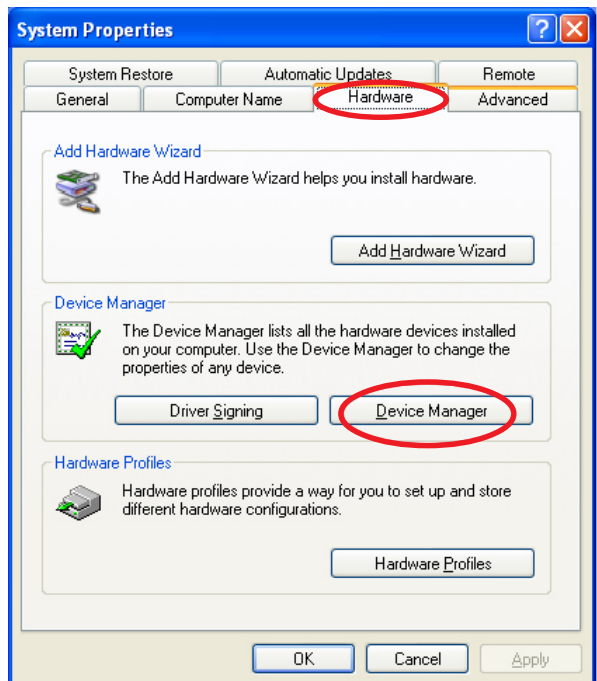 System Properties
System Restore Automatic Updates Remote
General Computer Name Hardware Advanced
Add Hardware Wizard
The Add Hardware Wizard helps you install hardware.
Add Hardware Wizard
Device Manager
The Device Manager lists all the hardware devices installed
on your computer. Use the Device Manager to change the
properties of any device.
Driver Signing Device Manager
Hardware Profiles
Hardware profiles provide a way for you to set up and store
different hardware configurations.
Hardware Profiles
OK Cancel Apply